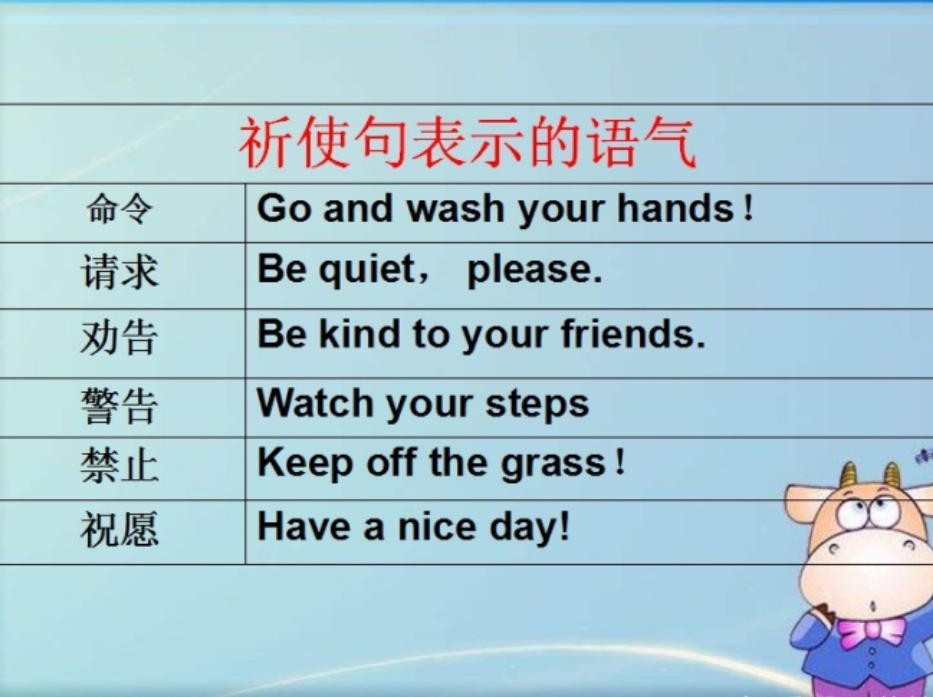 祈使句表示的语气
命令 Go and wash your hands！
请求 Be quiet， please.
劝告 Be kind to your friends.
警告 Watch your steps
禁止 Keep off the grass！
祝愿 Have a nice day!